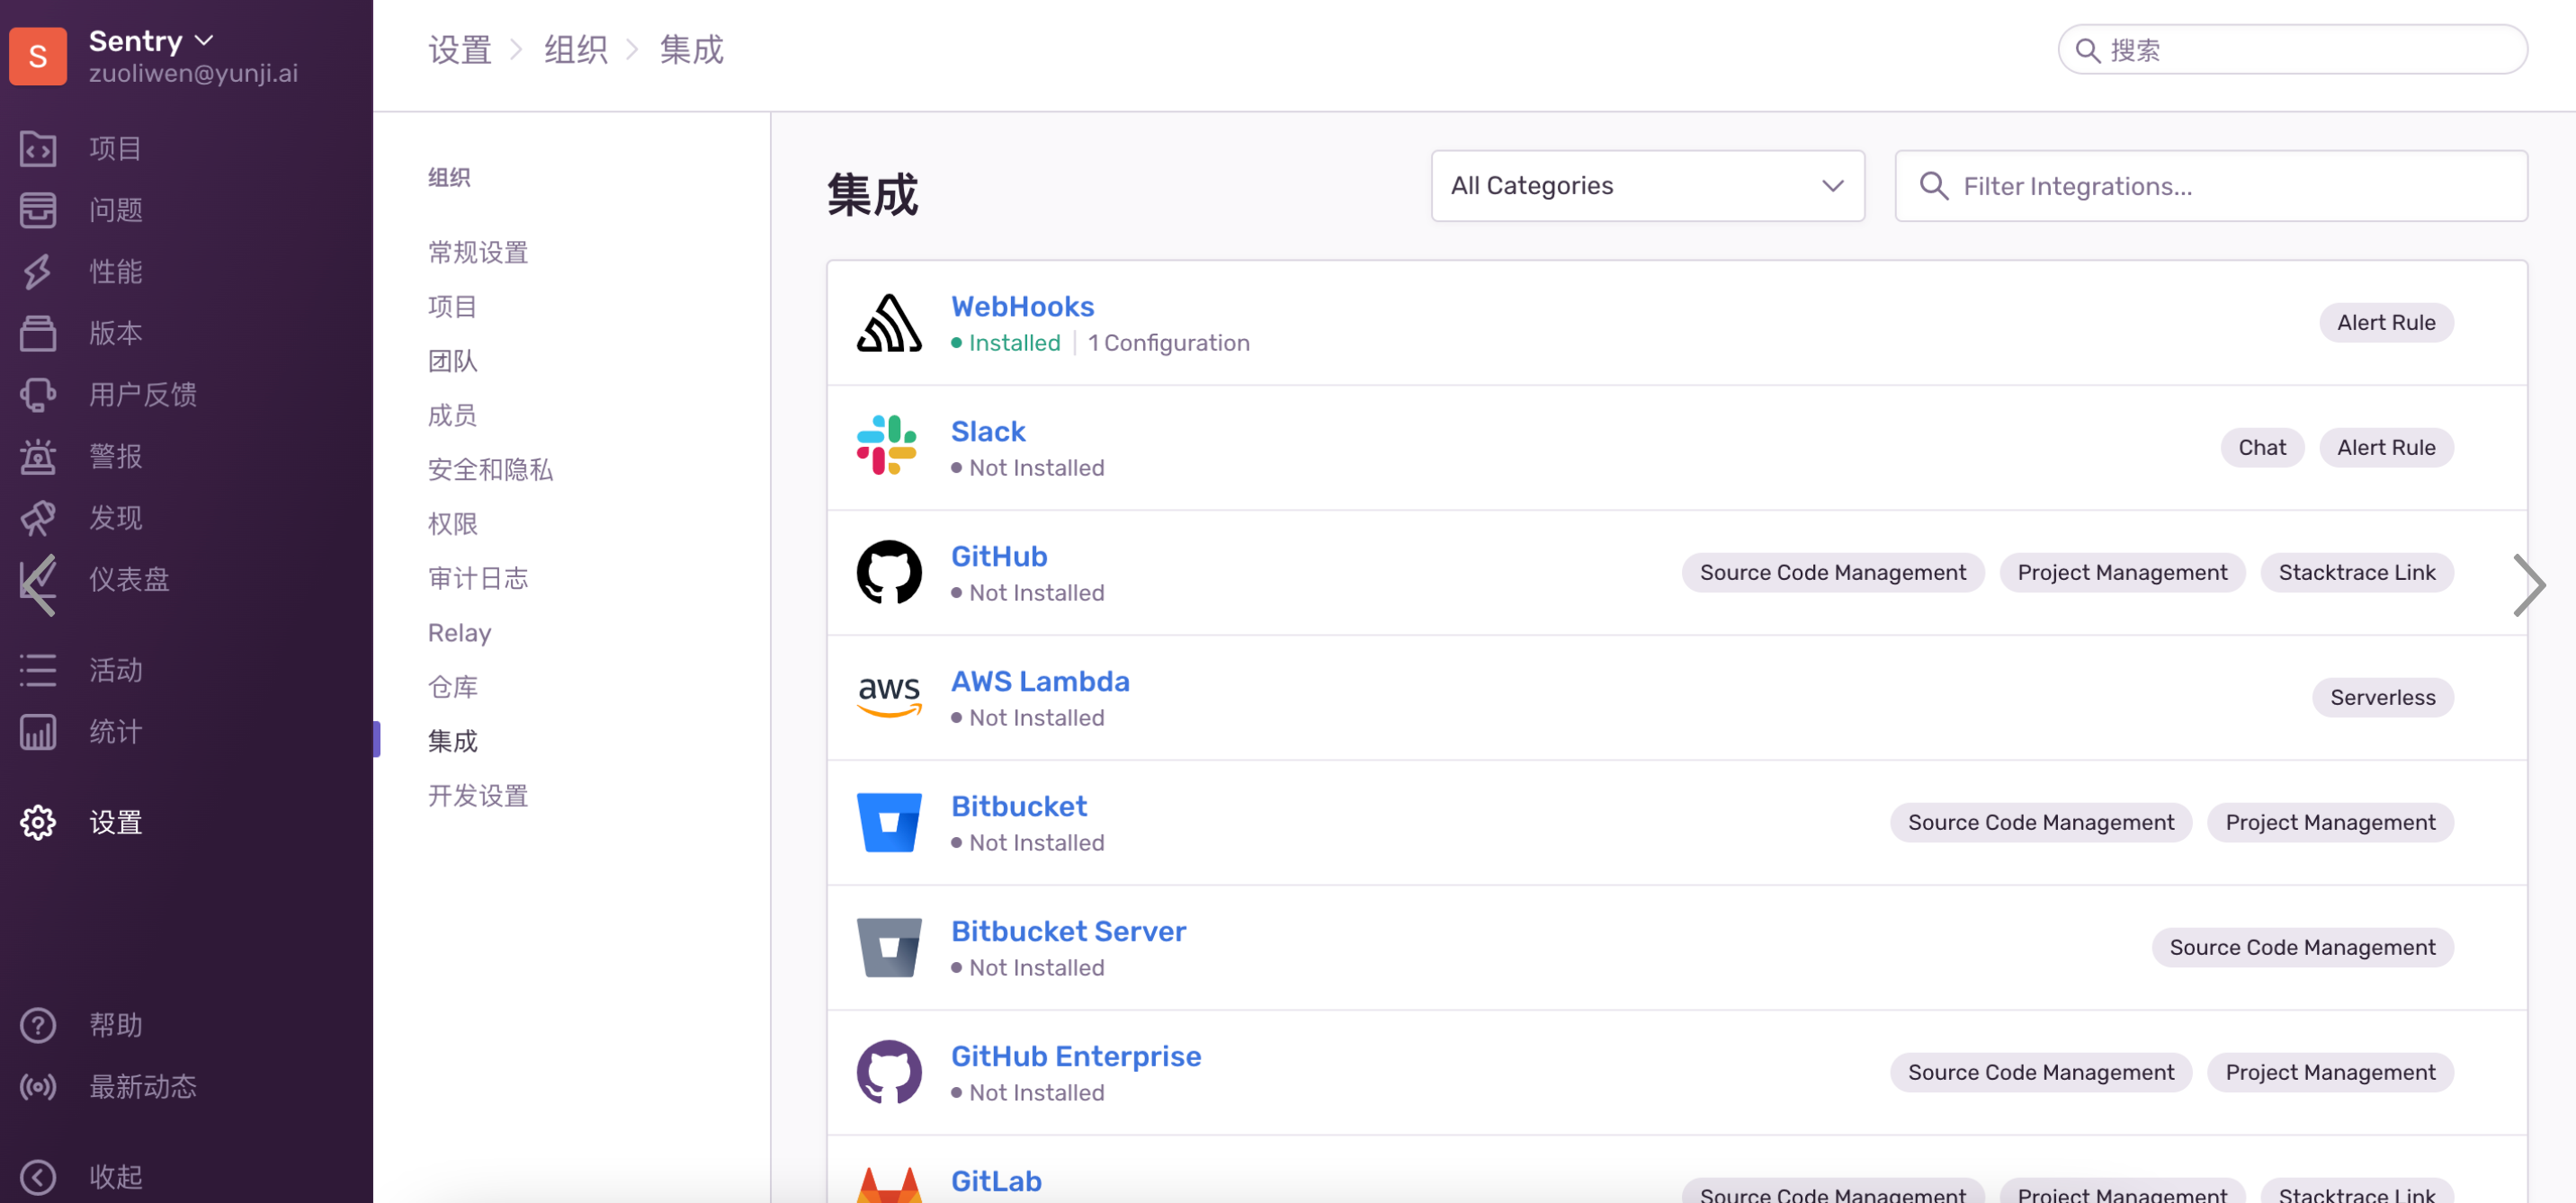 S
Sentry
zuoliwen@yunji.ai
项目
问题
性能
版本
用户反馈
警报
发现
仪表盘
活动
统计
设置
帮助
最新动态
收起
设置 > 组织 > 集成
搜索
组织
常规设置
项目
团队
成员
安全和隐私
权限
审计日志
Relay
仓库
集成
开发设置
集成
All Categories
Filter Integrations...
WebHooks
Installed | 1 Configuration
Alert Rule
Slack
Not Installed
Chat Alert Rule
GitHub
Not Installed
Source Code Management Project Management Stacktrace Link
aws
AWS Lambda
Not Installed
Serverless
Bitbucket
Not Installed
Source Code Management Project Management
Bitbucket Server
Not Installed
Source Code Management
GitHub Enterprise
Not Installed
Source Code Management Project Management
GitLab
Source Code Management Project Management Stacktrace Link